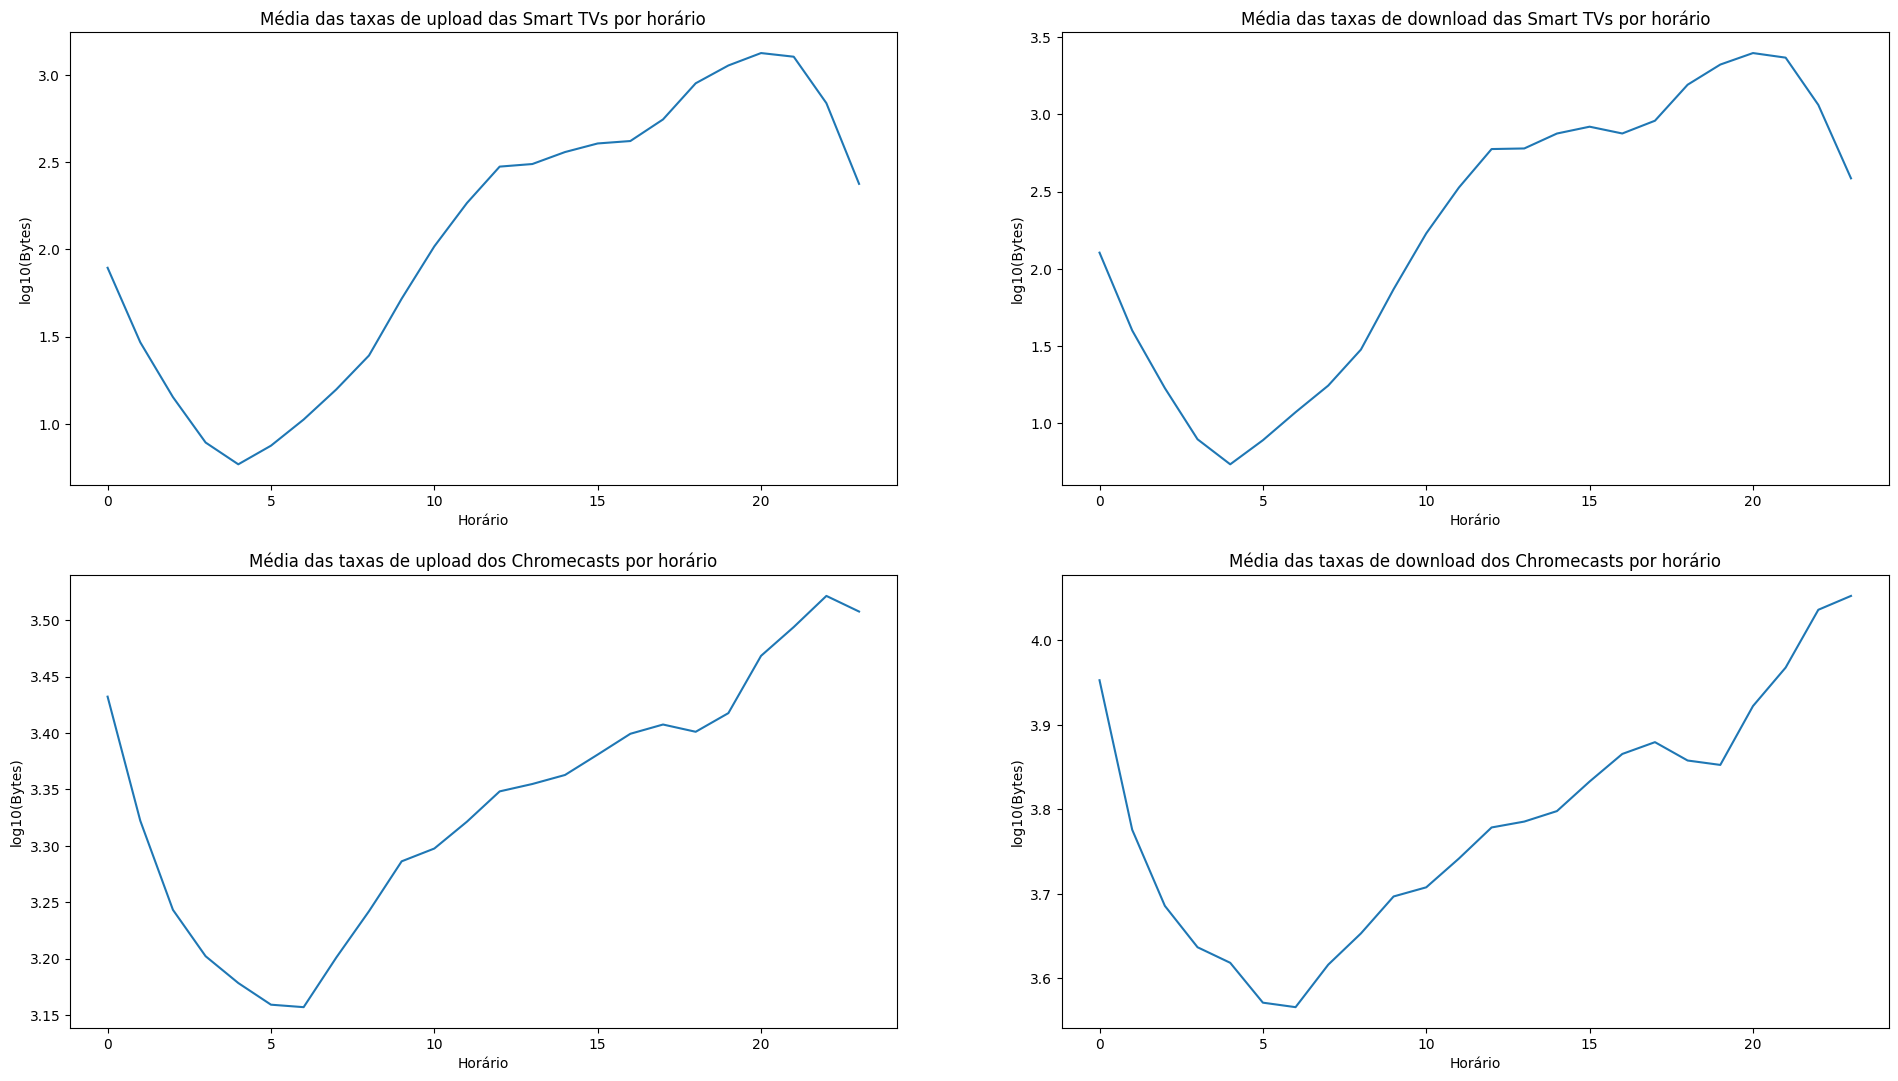 Média das taxas de upload das Smart TVs por horário
3.0
2.5
2.0
1.5
1.0
log10(Bytes)
0 5 10 15 20
Horário
Média das taxas de download das Smart TVs por horário
3.5
3.0
2.5
2.0
1.5
1.0
log10(Bytes)
0 5 10 15 20
Horário
Média das taxas de upload dos Chromecasts por horário
3.50
3.45
3.40
3.35
3.30
3.25
3.20
3.15
log10(Bytes)
0 5 10 15 20
Horário
Média das taxas de download dos Chromecasts por horário
4.0
3.9
3.8
3.7
3.6
log10(Bytes)
0 5 10 15 20
Horário